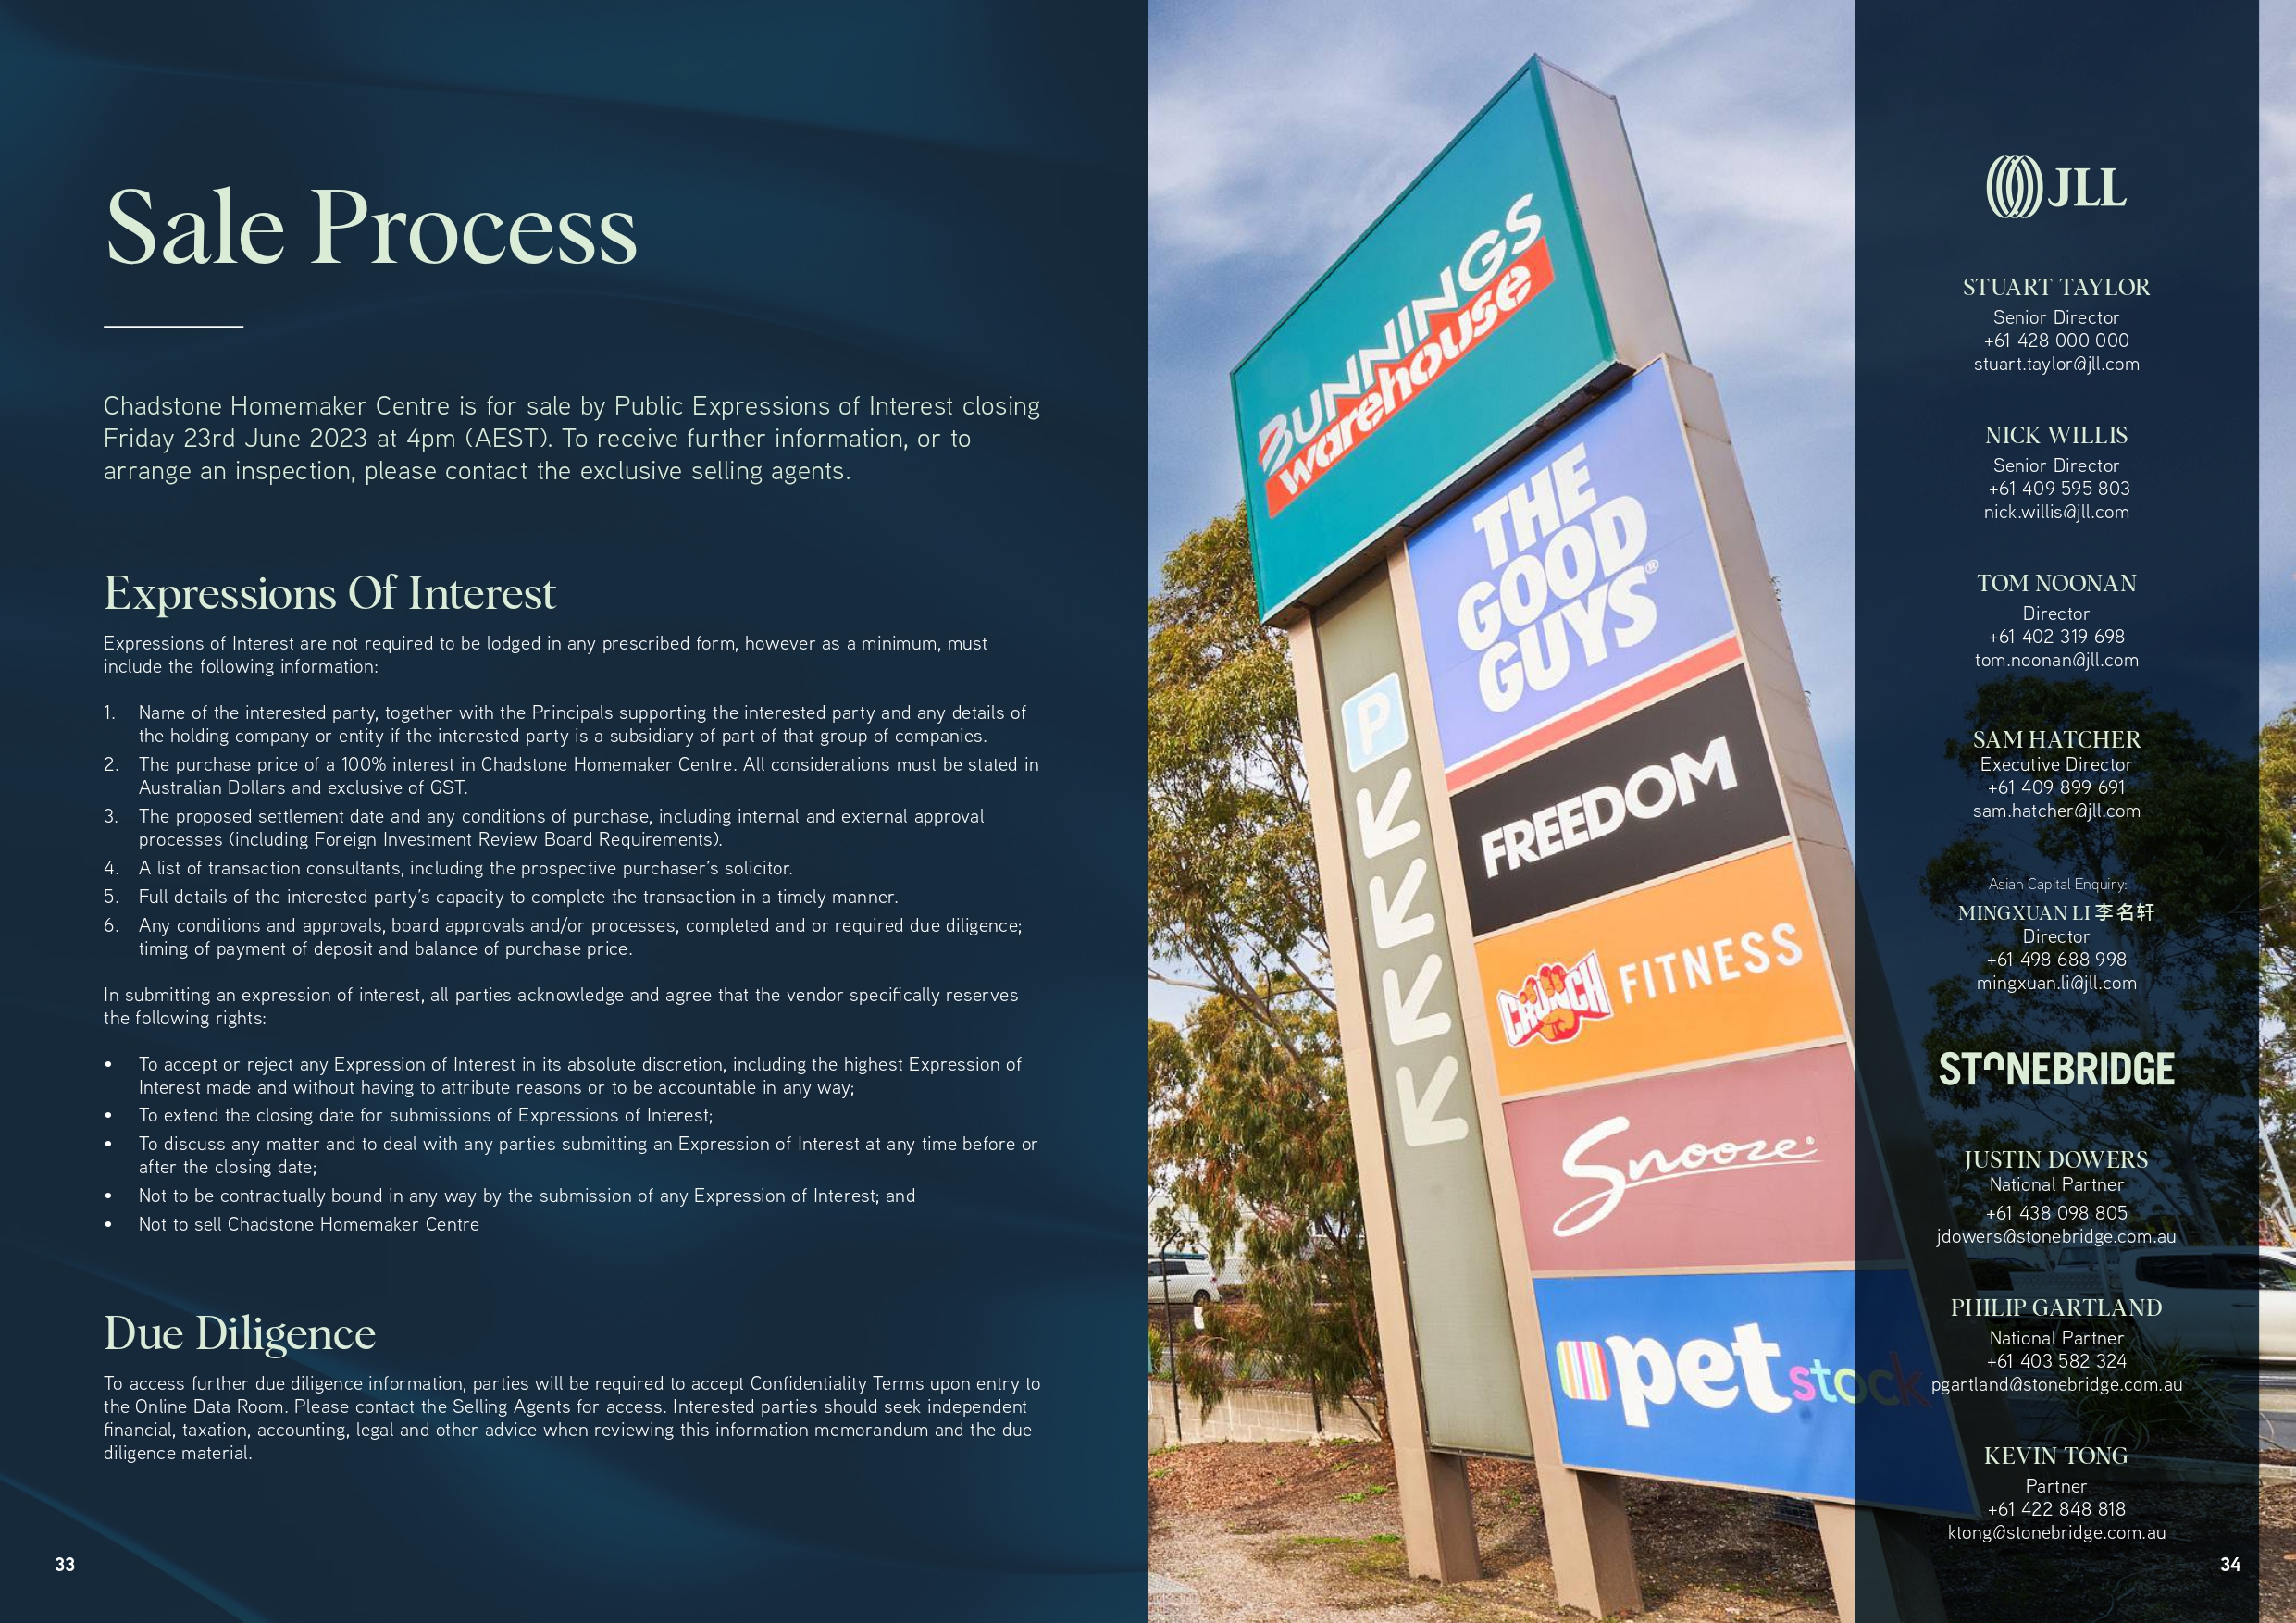 Sale Process
Chadstone Homemaker Centre is for sale by Public Expressions of Interest closing
Friday 23rd June 2023 at 4pm (AEST). To receive further information, or to
arrange an inspection, please contact the exclusive selling agents.
Expressions Of Interest
Expressions of Interest are not required to be lodged in any prescribed form, however as a minimum, must
include the following information:
1. Name of the interested party, together with the Principals supporting the interested party and any details of
the holding company or entity if the interested party is a subsidiary of part of that group of companies.
2. The purchase price of a 100% interest in Chadstone Homemaker Centre. All considerations must be stated in
Australian Dollars and exclusive of GST.
3. The proposed settlement date and any conditions of purchase, including internal and external approval
processes (including Foreign Investment Review Board Requirements).
4. A list of transaction consultants, including the prospective purchaser's solicitor.
5. Full details of the interested party's capacity to complete the transaction in a timely manner.
6. Any conditions and approvals, board approvals and/or processes, completed and or required due diligence;
timing of payment of deposit and balance of purchase price.
In submitting an expression of interest, all parties acknowledge and agree that the vendor specifically reserves
the following rights:
• To accept or reject any Expression of Interest in its absolute discretion, including the highest Expression of
Interest made and without having to attribute reasons or to be accountable in any way;
• To extend the closing date for submissions of Expressions of Interest;
• To discuss any matter and to deal with any parties submitting an Expression of Interest at any time before or
after the closing date;
• Not to be contractually bound in any way by the submission of any Expression of Interest; and
• Not to sell Chadstone Homemaker Centre
Due Diligence
To access further due diligence information, parties will be required to accept Confidentiality Terms upon entry to
the Online Data Room. Please contact the Selling Agents for access. Interested parties should seek independent
financial, taxation, accounting, legal and other advice when reviewing this information memorandum and the due
diligence material.
33
BUNNINGS
warehouse
THE
GOOD
GUYS®
P
FREEDOM
CRUNCH FITNESS
Snooze®
petstock
JLL
STUART TAYLOR
Senior Director
+61 428 000 000
stuart.taylor@jll.com
NICK WILLIS
Senior Director
+61 409 595 803
nick.willis@jll.com
TOM NOONAN
Director
+61 402 319 698
tom.noonan@jll.com
SAM HATCHER
Executive Director
+61 409 899 691
sam.hatcher@jll.com
Asian Capital Enquiry:
MINGXUAN LI 李名轩
Director
+61 498 688 998
mingxuan.li@jll.com
STONEBRIDGE
JUSTIN DOWERS
National Partner
+61 438 098 805
jdowers@stonebridge.com.au
PHILIP GARTLAND
National Partner
+61 403 582 324
pgartland@stonebridge.com.au
KEVIN TONG
Partner
+61 422 848 818
ktong@stonebridge.com.au
34